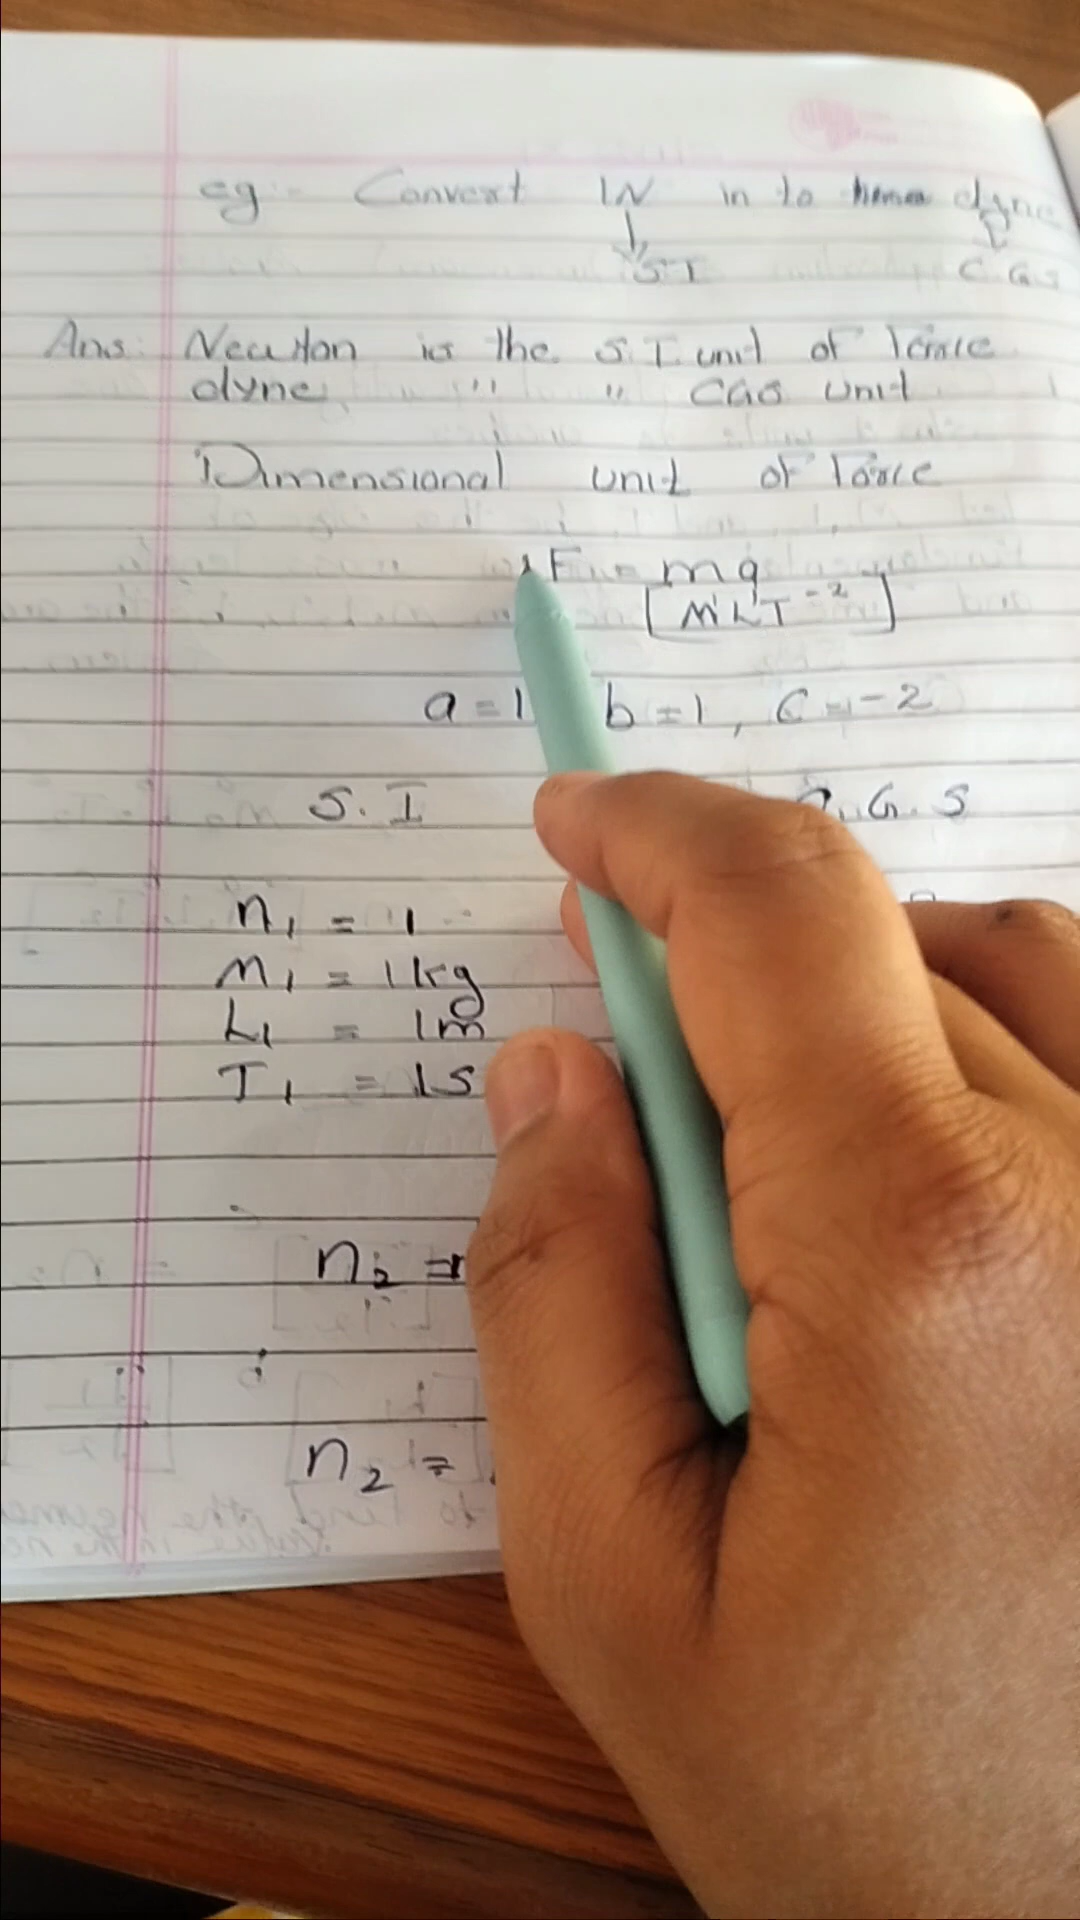 eg :- Convert 1N in to dyne
S I C G S
Ans: Newton is the S.I unit of force
dyne " " CGS unit
Dimensional unit of force
F = ma
[M¹L¹T⁻²]
a = 1 b = 1, c = -2
S. I . G. S
n₁ = 1
M₁ = 1kg
L₁ = 1m
T₁ = 1s
n₂ =
n₂ =